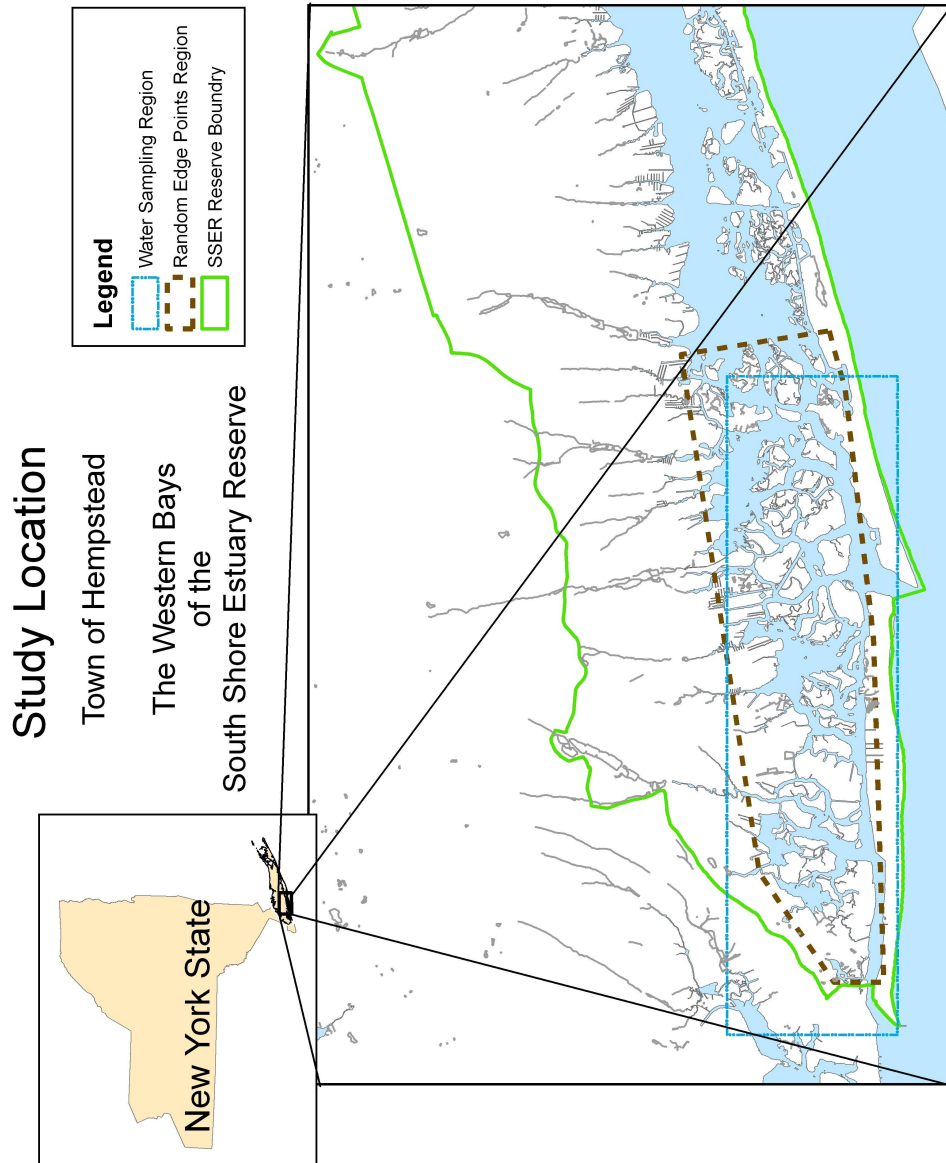 Study Location
Town of Hempstead
The Western Bays
of the
South Shore Estuary Reserve
Legend
Water Sampling Region
Random Edge Points Region
SSER Reserve Boundry
New York State